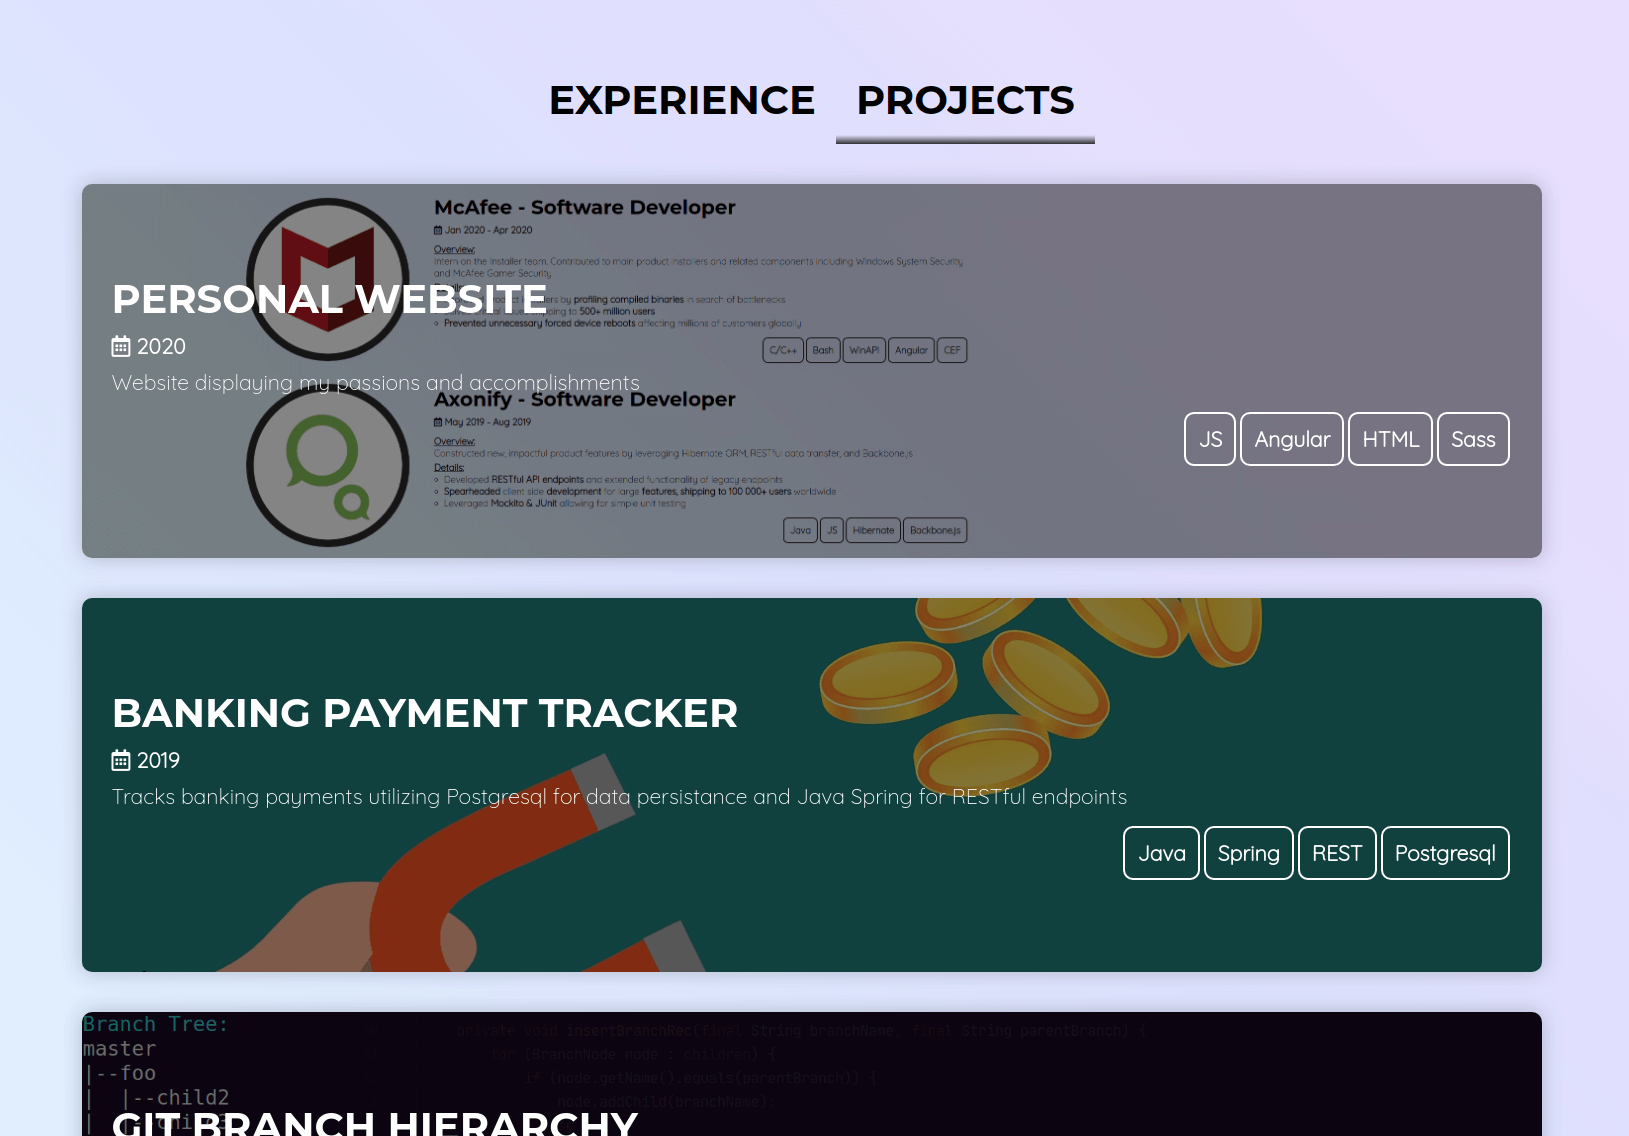 EXPERIENCE PROJECTS
McAfee - Software Developer
Jan 2020 - Apr 2020
Overview:
Intern on the Installer team. Contributed to main product installers and related components including Windows System Security
and McAfee Gamer Security
by profiling compiled binaries in search of bottlenecks
PERSONAL WEBSITE
to 500+ million users
Prevented unnecessary forced device reboots affecting millions of customers globally
2020
C/C++ Bash WinAPI Angular CEF
Website displaying my passions and accomplishments
Axonify - Software Developer
May 2019 - Aug 2019
Overview:
Constructed new, impactful product features by leveraging Hibernate ORM, RESTful data transfer, and Backbone.js
JS Angular HTML Sass
Details:
Developed RESTful API endpoints and extended functionality of legacy endpoints
Spearheaded client side development for large features, shipping to 100 000+ users worldwide
Leveraged Mockito & JUnit allowing for simple unit testing
Java JS Hibernate Backbone.js
BANKING PAYMENT TRACKER
2019
Tracks banking payments utilizing Postgresql for data persistance and Java Spring for RESTful endpoints
Java Spring REST Postgresql
Branch Tree:
private void insertBranchRec(final String branchName, final String parentBranch) {
master
for (BranchNode node : children) {
|--foo
if (node.getName().equals(parentBranch)) {
| |--child2
node.addChild(branchName);
GIT BRANCH HIERARCHY